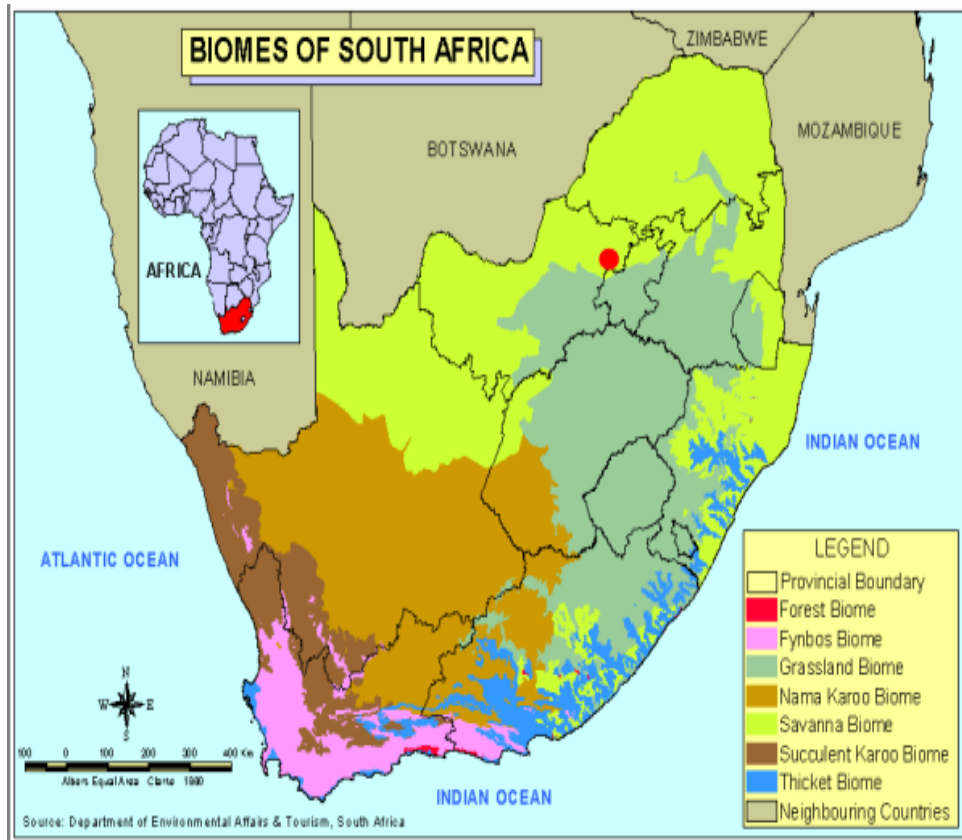 BIOMES OF SOUTH AFRICA
ZIMBABWE
MOZAMBIQUE
BOTSWANA
AFRICA
NAMIBIA
INDIAN OCEAN
ATLANTIC OCEAN
LEGEND
Provincial Boundary
Forest Biome
Fynbos Biome
Grassland Biome
Nama Karoo Biome
Savanna Biome
Succulent Karoo Biome
Thicket Biome
Neighbouring Countries
N
W E
S
100 0 100 200 300 400 Km
Albers Equal Area Clarke 1880
INDIAN OCEAN
Source: Department of Environmental Affairs & Tourism, South Africa